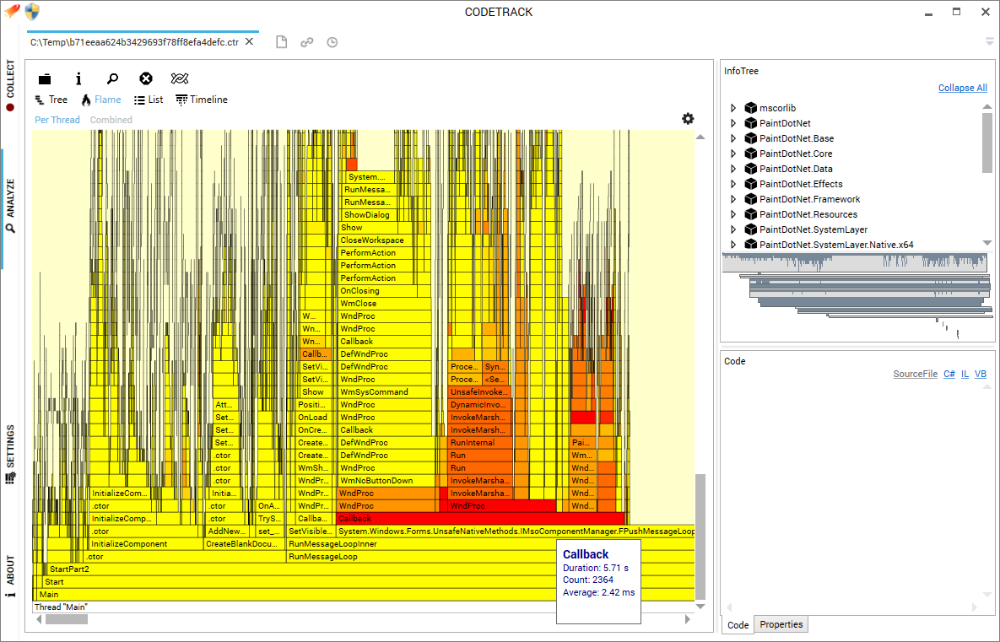 CODETRACK
C:\Temp\b71eeaa624b3429693f78ff8efa4defc.ctr
COLLECT
ANALYZE
SETTINGS
ABOUT
Tree Flame List Timeline
Per Thread Combined
System....
RunMessa...
RunMessa...
ShowDialog
Show
CloseWorkspace
PerformAction
PerformAction
PerformAction
OnClosing
WmClose
W... WndProc
Wn... WndProc
Wn... Callback
Callb... DefWndProc
SetVi... DefWndProc Proce... Syn...
SetVi... WndProc Proce... <Se...
Show WmSysCommand UnsafeInvoke...
Att... Positi... WndProc DynamicInvo...
Set... OnLoad WndProc InvokeMarsh...
Set... OnCre... Callback InvokeMarsh...
Set... Create... DefWndProc RunInternal Pai...
.ctor Create... DefWndProc Run Wm...
.ctor WmSh... WndProc Run Wnd...
.ctor WndPr... WmNcButtonDown InvokeMarsha... Wnd...
InitializeCom... Initia... WndPr... WndProc InvokeMarsha... Wnd...
.ctor .ctor OnA... WndPr... WndProc WndProc Wnd...
InitializeComp... .ctor TryS... Callba... Callback
.ctor AddNew... set_... SetVisible... System.Windows.Forms.UnsafeNativeMethods.IMsoComponentManager.FPushMessageLoop
InitializeComponent CreateBlankDocu... RunMessageLoopInner
.ctor RunMessageLoop
StartPart2
Start
Main
Thread "Main"
Callback
Duration: 5.71 s
Count: 2364
Average: 2.42 ms
InfoTree
Collapse All
mscorlib
PaintDotNet
PaintDotNet.Base
PaintDotNet.Core
PaintDotNet.Data
PaintDotNet.Effects
PaintDotNet.Framework
PaintDotNet.Resources
PaintDotNet.SystemLayer
PaintDotNet.SystemLayer.Native.x64
Code
SourceFile C# IL VB
Code Properties